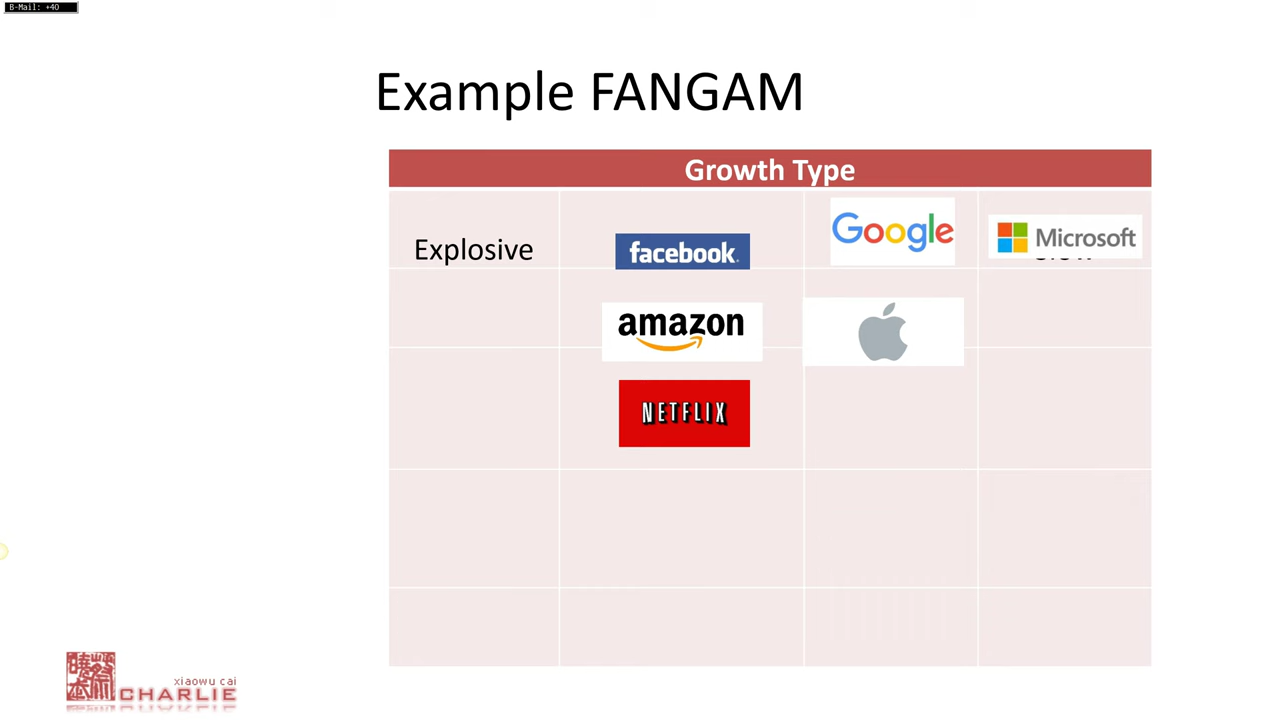 B-Mail: +40
Example FANGAM
Growth Type
Explosive
facebook.
Google
Microsoft
amazon
NETFLIX
xiaowu cai
CHARLIE